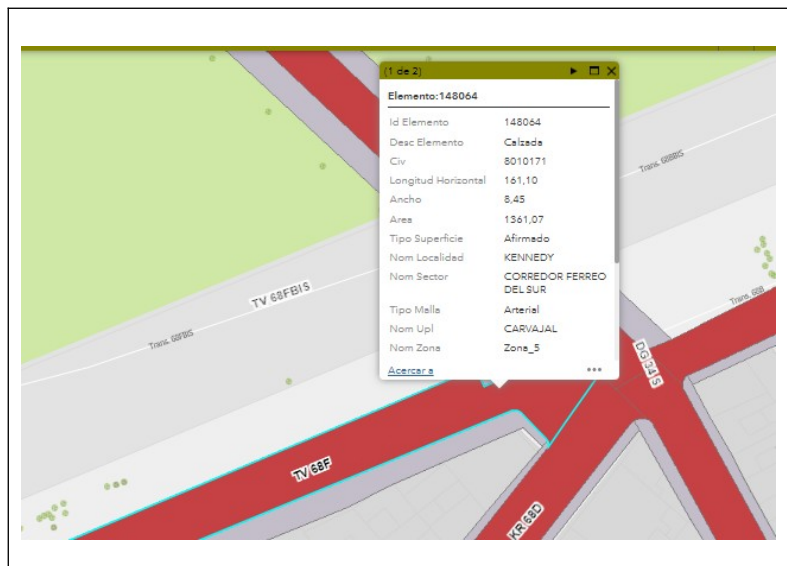 (1 de 2)
Elemento:148064
Id Elemento 148064
Desc Elemento Calzada
Civ 8010171
Longitud Horizontal 161,10
Ancho 8,45
Area 1361,07
Tipo Superficie Afirmado
Nom Localidad KENNEDY
Nom Sector CORREDOR FERREO
DEL SUR
Tipo Malla Arterial
Nom Upl CARVAJAL
Nom Zona Zona_5
Acercar a
Trans. 68FBIS
TV 68FBIS
Trans. 68FBIS
Trans. 68B
DG 34 S
TV 68F
KR 68D